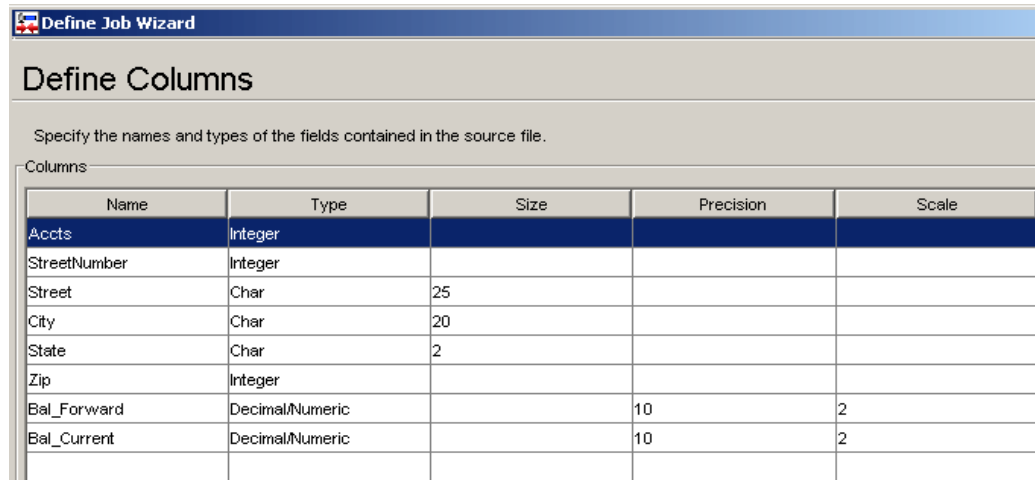 Define Job Wizard
Define Columns
Specify the names and types of the fields contained in the source file.
Columns
Name Type Size Precision Scale
Accts Integer
StreetNumber Integer
Street Char 25
City Char 20
State Char 2
Zip Integer
Bal_Forward Decimal/Numeric 10 2
Bal_Current Decimal/Numeric 10 2